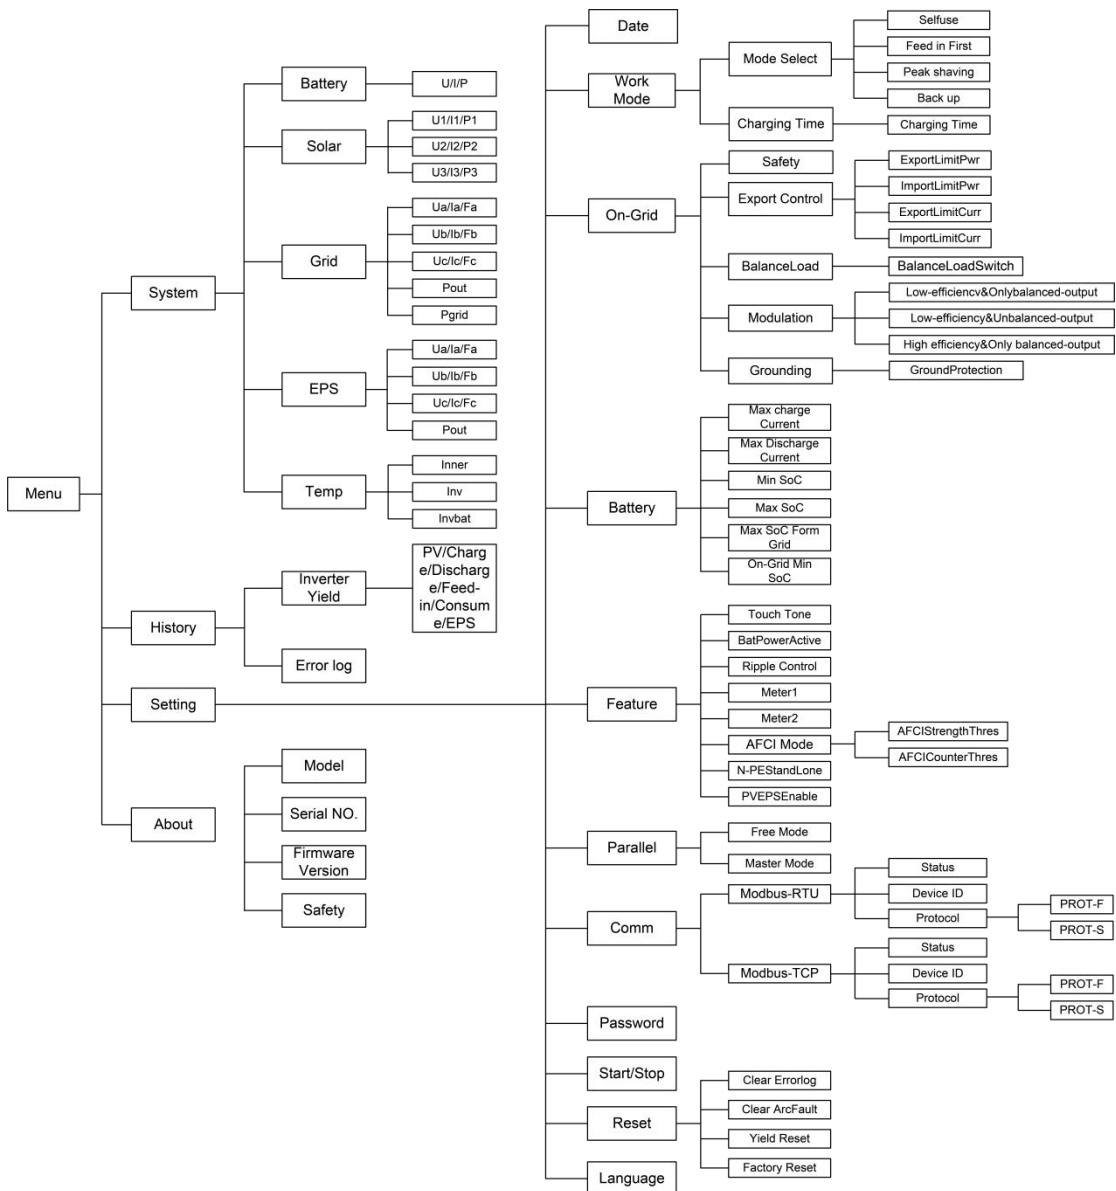 Menu
System
Battery
U/I/P
Solar
U1/I1/P1
U2/I2/P2
U3/I3/P3
Grid
Ua/Ia/Fa
Ub/Ib/Fb
Uc/Ic/Fc
Pout
Pgrid
EPS
Ua/Ia/Fa
Ub/Ib/Fb
Uc/Ic/Fc
Pout
Temp
Inner
Inv
Invbat
History
Inverter
Yield
PV/Charg
e/Discharg
e/Feed-
in/Consum
e/EPS
Error log
Setting
Date
Work
Mode
Mode Select
Selfuse
Feed in First
Peak shaving
Back up
Charging Time
Charging Time
On-Grid
Safety
Export Control
ExportLimitPwr
ImportLimitPwr
ExportLimitCurr
ImportLimitCurr
BalanceLoad
BalanceLoadSwitch
Modulation
Low-efficiencv&Onlybalanced-output
Low-efficiency&Unbalanced-output
High efficiency&Only balanced-output
Grounding
GroundProtection
Battery
Max charge
Current
Max Discharge
Current
Min SoC
Max SoC
Max SoC Form
Grid
On-Grid Min
SoC
Feature
Touch Tone
BatPowerActive
Ripple Control
Meter1
Meter2
AFCI Mode
AFCIStrengthThres
AFCICounterThres
N-PEStandLone
PVEPSEnable
Parallel
Free Mode
Master Mode
Comm
Modbus-RTU
Status
Device ID
Protocol
PROT-F
PROT-S
Modbus-TCP
Status
Device ID
Protocol
PROT-F
PROT-S
Password
Start/Stop
Reset
Clear Errorlog
Clear ArcFault
Yield Reset
Factory Reset
Language
About
Model
Serial NO.
Firmware
Version
Safety